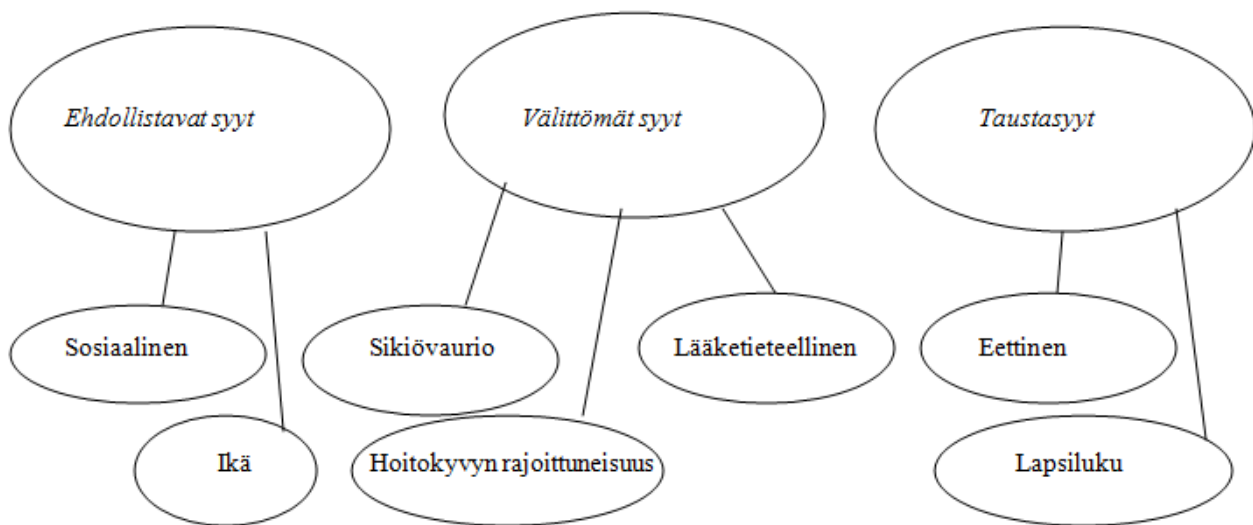 Ehdollistavat syyt
Välittömät syyt
Taustasyyt
Sosiaalinen
Sikiövaurio
Lääketieteellinen
Eettinen
Ikä
Hoitokyvyn rajoittuneisuus
Lapsiluku